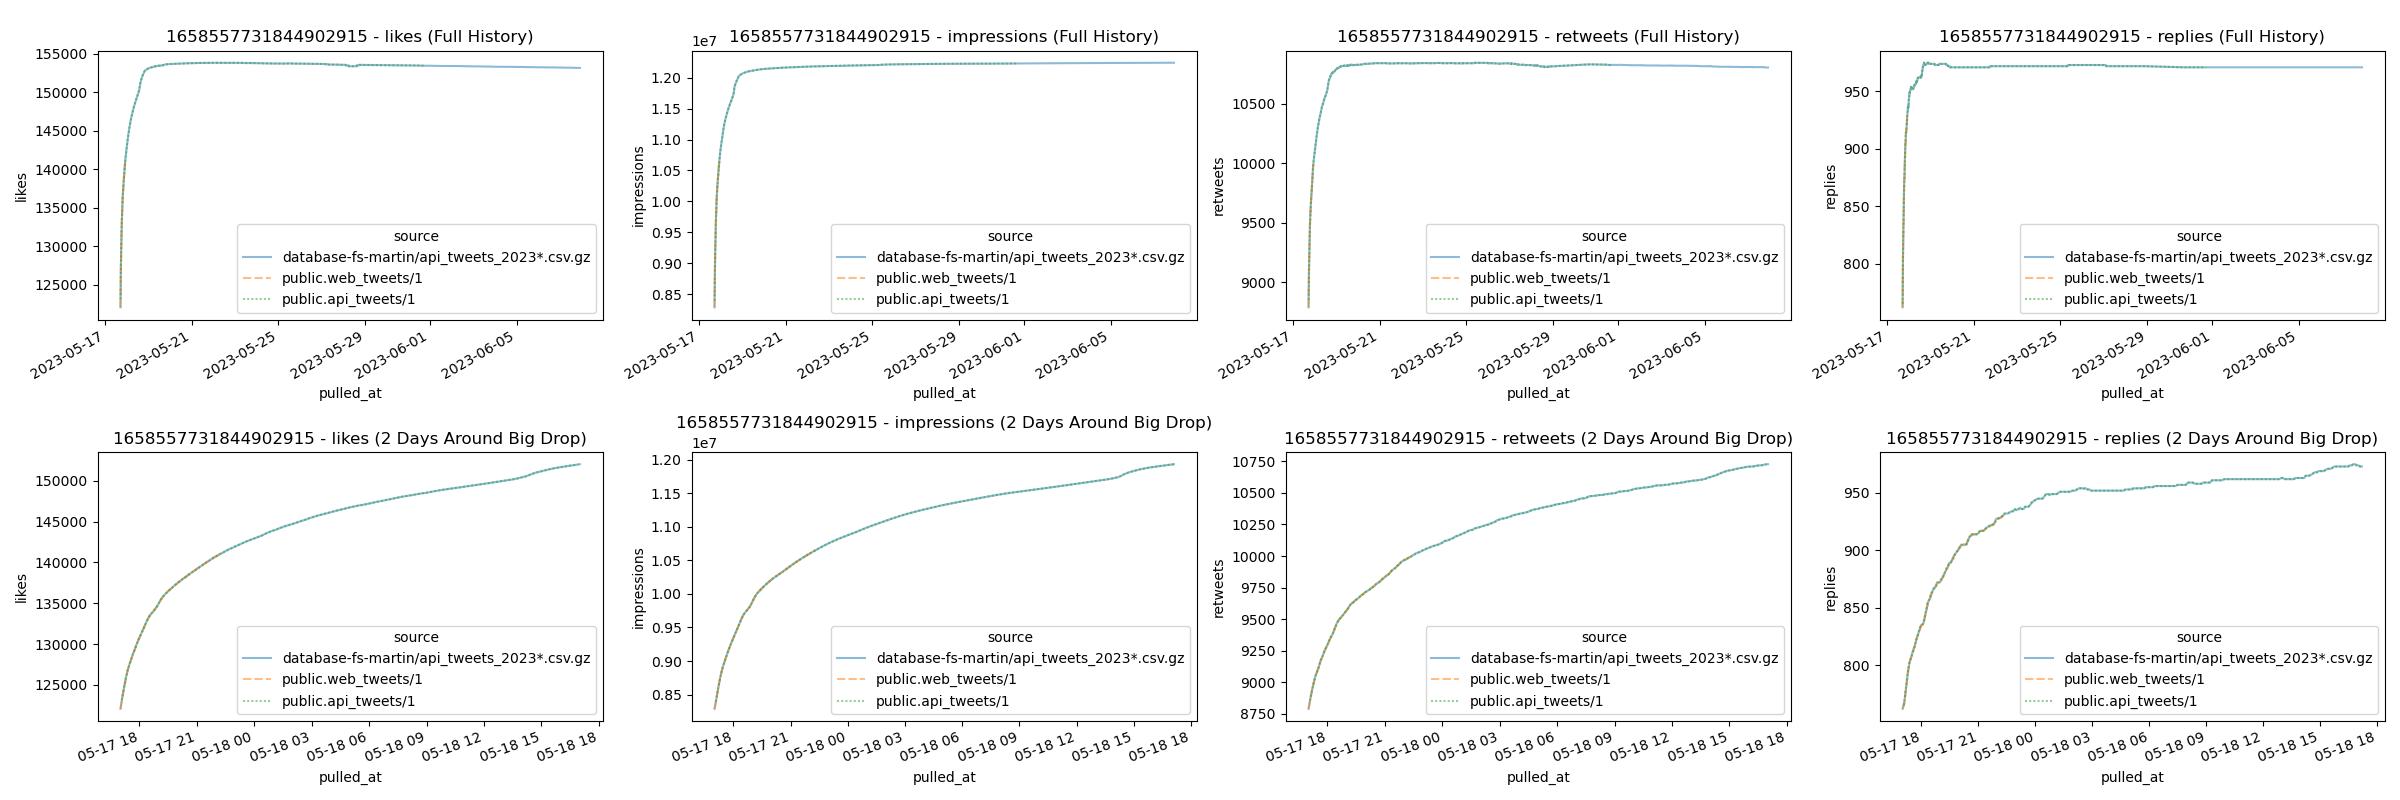 1658557731844902915 - likes (Full History)
155000
150000
145000
140000
135000
130000
125000
likes
source
database-fs-martin/api_tweets_2023*.csv.gz
public.web_tweets/1
public.api_tweets/1
2023-05-17
2023-05-21
2023-05-25
2023-05-29
2023-06-01
2023-06-05
pulled_at
1658557731844902915 - impressions (Full History)
1e7
1.20
1.15
1.10
1.05
1.00
0.95
0.90
0.85
impressions
source
database-fs-martin/api_tweets_2023*.csv.gz
public.web_tweets/1
public.api_tweets/1
2023-05-17
2023-05-21
2023-05-25
2023-05-29
2023-06-01
2023-06-05
pulled_at
1658557731844902915 - retweets (Full History)
10500
10000
9500
9000
retweets
source
database-fs-martin/api_tweets_2023*.csv.gz
public.web_tweets/1
public.api_tweets/1
2023-05-17
2023-05-21
2023-05-25
2023-05-29
2023-06-01
2023-06-05
pulled_at
1658557731844902915 - replies (Full History)
950
900
850
800
replies
source
database-fs-martin/api_tweets_2023*.csv.gz
public.web_tweets/1
public.api_tweets/1
2023-05-17
2023-05-21
2023-05-25
2023-05-29
2023-06-01
2023-06-05
pulled_at
1658557731844902915 - likes (2 Days Around Big Drop)
150000
145000
140000
135000
130000
125000
likes
source
database-fs-martin/api_tweets_2023*.csv.gz
public.web_tweets/1
public.api_tweets/1
05-17 18
05-17 21
05-18 00
05-18 03
05-18 06
05-18 09
05-18 12
05-18 15
05-18 18
pulled_at
1658557731844902915 - impressions (2 Days Around Big Drop)
1e7
1.20
1.15
1.10
1.05
1.00
0.95
0.90
0.85
impressions
source
database-fs-martin/api_tweets_2023*.csv.gz
public.web_tweets/1
public.api_tweets/1
05-17 18
05-17 21
05-18 00
05-18 03
05-18 06
05-18 09
05-18 12
05-18 15
05-18 18
pulled_at
1658557731844902915 - retweets (2 Days Around Big Drop)
10750
10500
10250
10000
9750
9500
9250
9000
8750
retweets
source
database-fs-martin/api_tweets_2023*.csv.gz
public.web_tweets/1
public.api_tweets/1
05-17 18
05-17 21
05-18 00
05-18 03
05-18 06
05-18 09
05-18 12
05-18 15
05-18 18
pulled_at
1658557731844902915 - replies (2 Days Around Big Drop)
950
900
850
800
replies
source
database-fs-martin/api_tweets_2023*.csv.gz
public.web_tweets/1
public.api_tweets/1
05-17 18
05-17 21
05-18 00
05-18 03
05-18 06
05-18 09
05-18 12
05-18 15
05-18 18
pulled_at